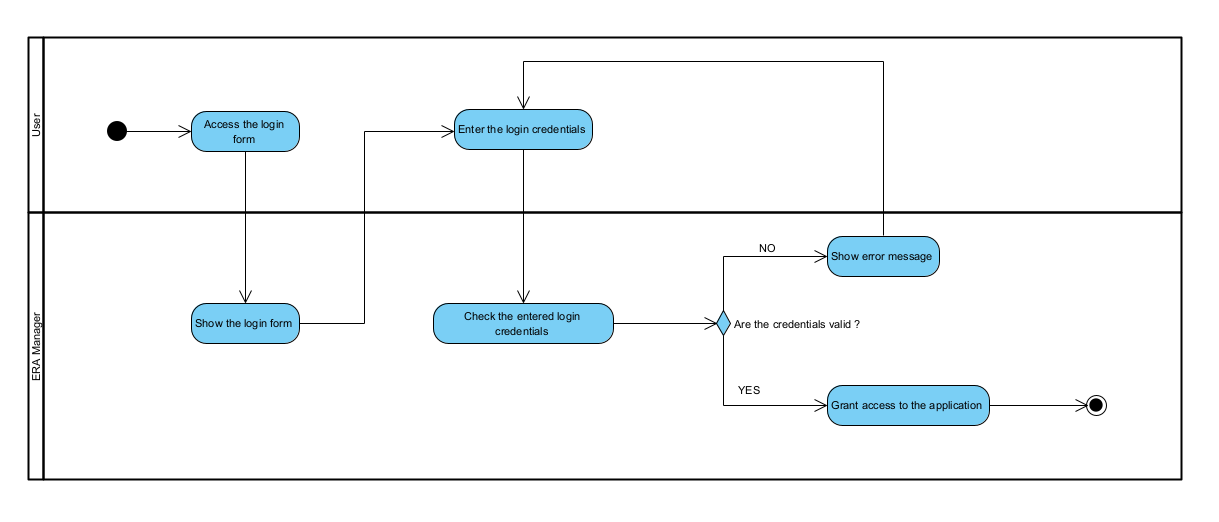 User
Access the login
form
Enter the login credentials
ERA Manager
Show the login form
Check the entered login
credentials
Are the credentials valid ?
NO
Show error message
YES
Grant access to the application